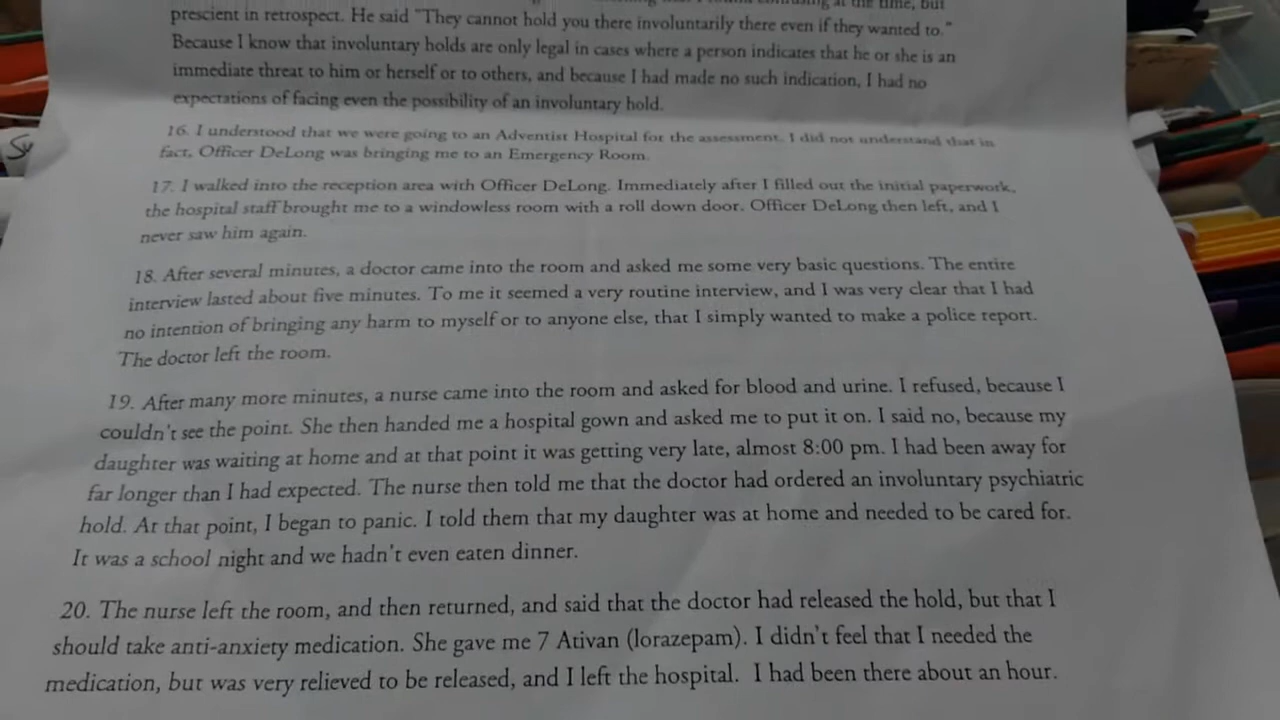 at the time, but
prescient in retrospect. He said "They cannot hold you there involuntarily there even if they wanted to."
Because I know that involuntary holds are only legal in cases where a person indicates that he or she is an
immediate threat to him or herself or to others, and because I had made no such indication, I had no
expectations of facing even the possibility of an involuntary hold.
16. I understood that we were going to an Adventist Hospital for the assessment. I did not understand that in
fact, Officer DeLong was bringing me to an Emergency Room.
17. I walked into the reception area with Officer DeLong. Immediately after I filled out the initial paperwork,
the hospital staff brought me to a windowless room with a roll down door. Officer DeLong then left, and I
never saw him again.
18. After several minutes, a doctor came into the room and asked me some very basic questions. The entire
interview lasted about five minutes. To me it seemed a very routine interview, and I was very clear that I had
no intention of bringing any harm to myself or to anyone else, that I simply wanted to make a police report.
The doctor left the room.
19. After many more minutes, a nurse came into the room and asked for blood and urine. I refused, because I
couldn't see the point. She then handed me a hospital gown and asked me to put it on. I said no, because my
daughter was waiting at home and at that point it was getting very late, almost 8:00 pm. I had been away for
far longer than I had expected. The nurse then told me that the doctor had ordered an involuntary psychiatric
hold. At that point, I began to panic. I told them that my daughter was at home and needed to be cared for.
It was a school night and we hadn't even eaten dinner.
20. The nurse left the room, and then returned, and said that the doctor had released the hold, but that I
should take anti-anxiety medication. She gave me 7 Ativan (lorazepam). I didn't feel that I needed the
medication, but was very relieved to be released, and I left the hospital. I had been there about an hour.